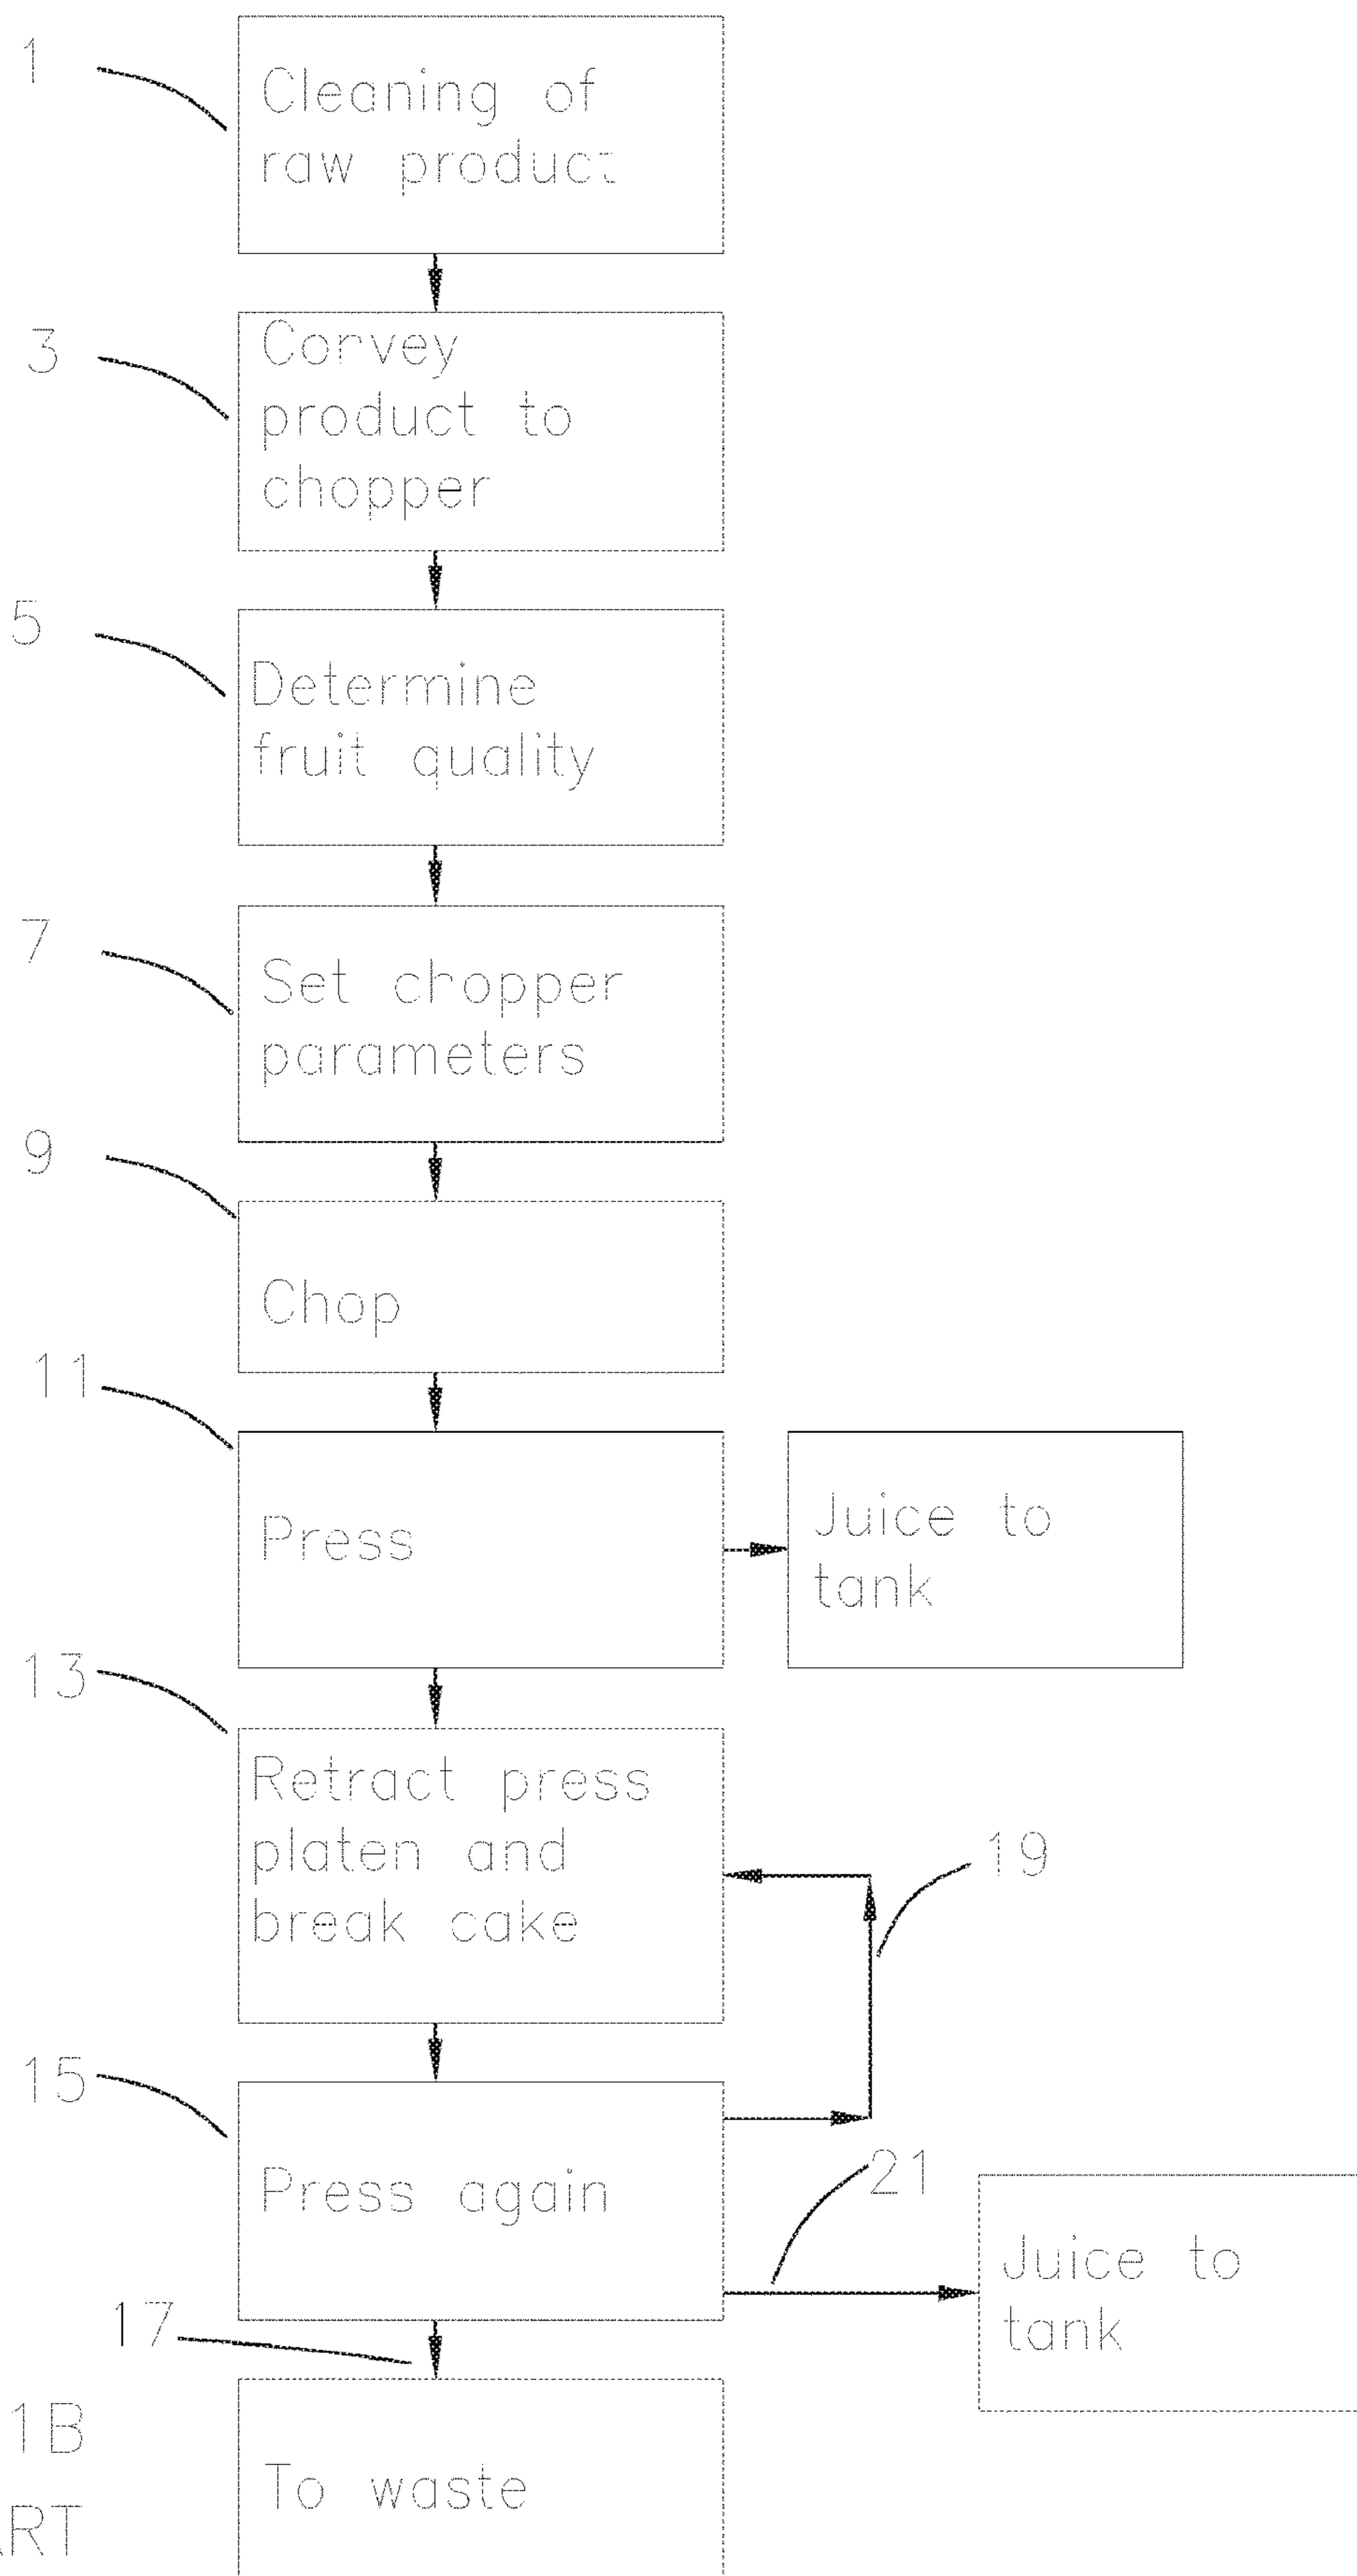 1
Cleaning of
raw product
3
Convey
product to
chopper
5
Determine
fruit quality
7
Set chopper
parameters
9
Chop
11
Press
Juice to
tank
13
Retract press
platen and
break cake
19
15
Press again
21
Juice to
tank
17
1B
ART
To waste